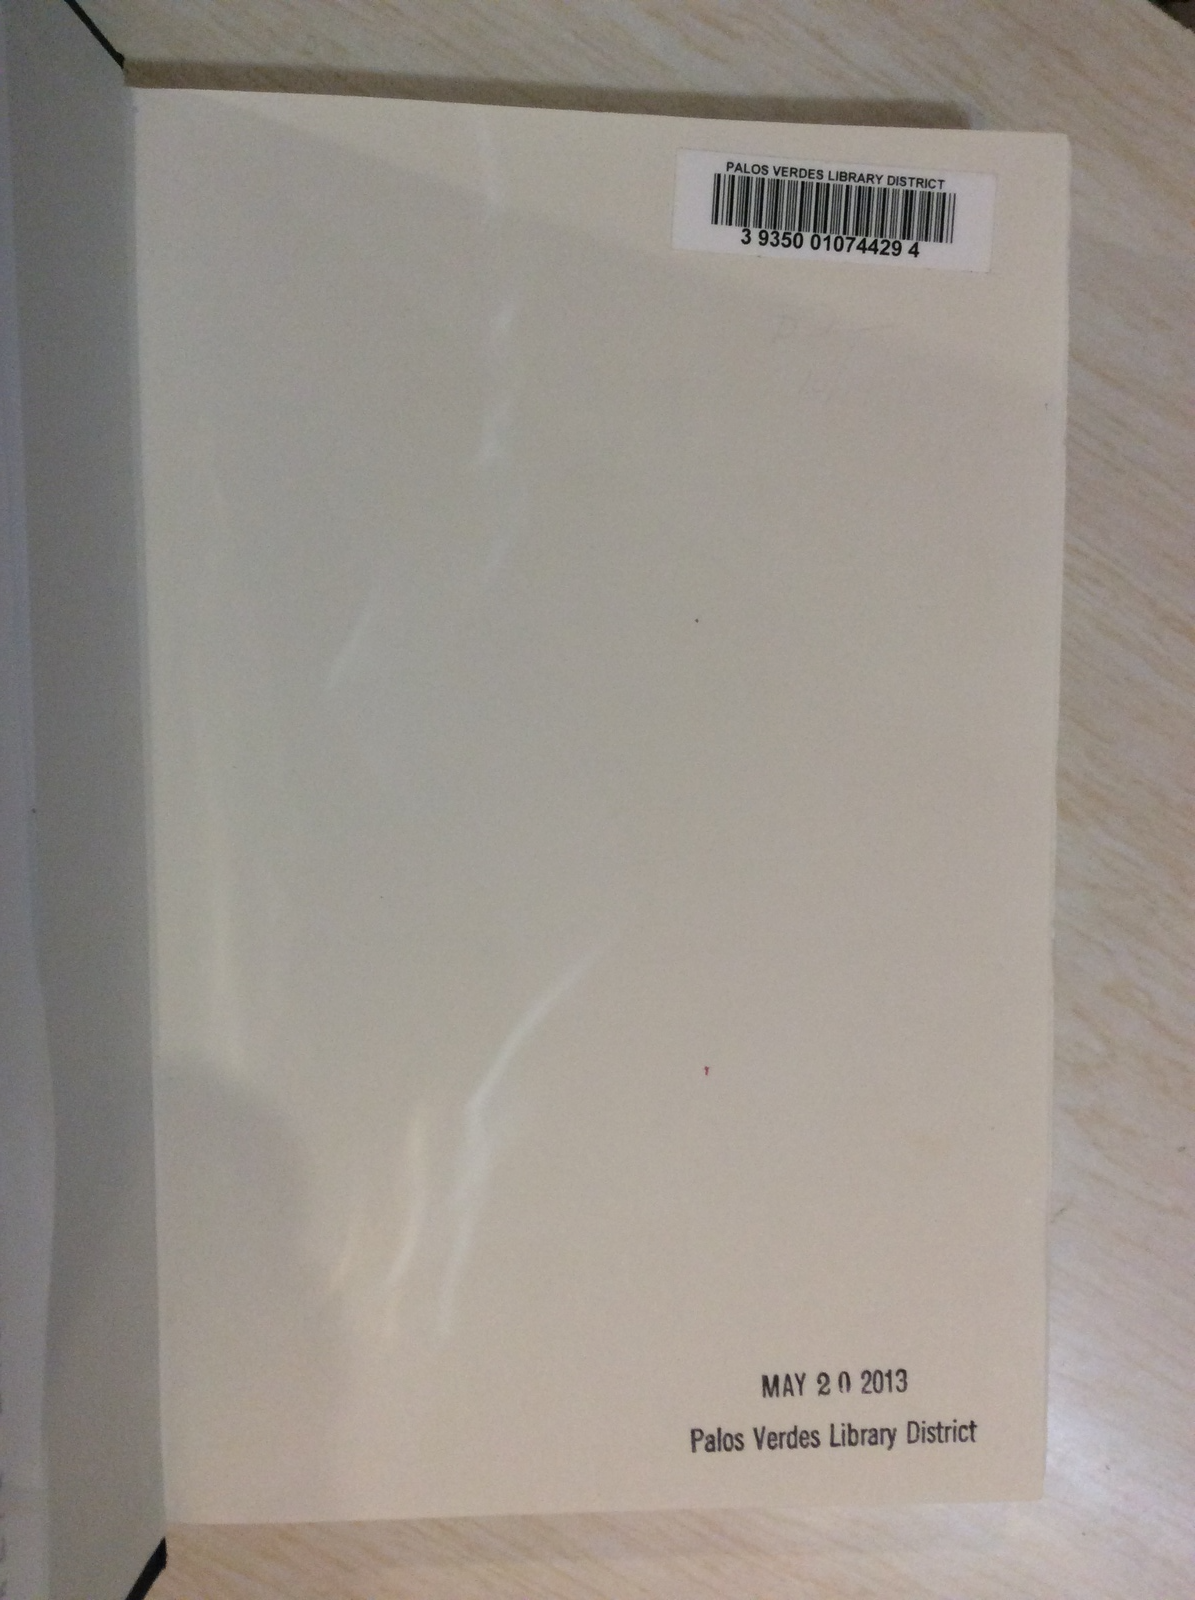 PALOS VERDES LIBRARY DISTRICT
3 9350 01074429 4
MAY 20 2013
Palos Verdes Library District